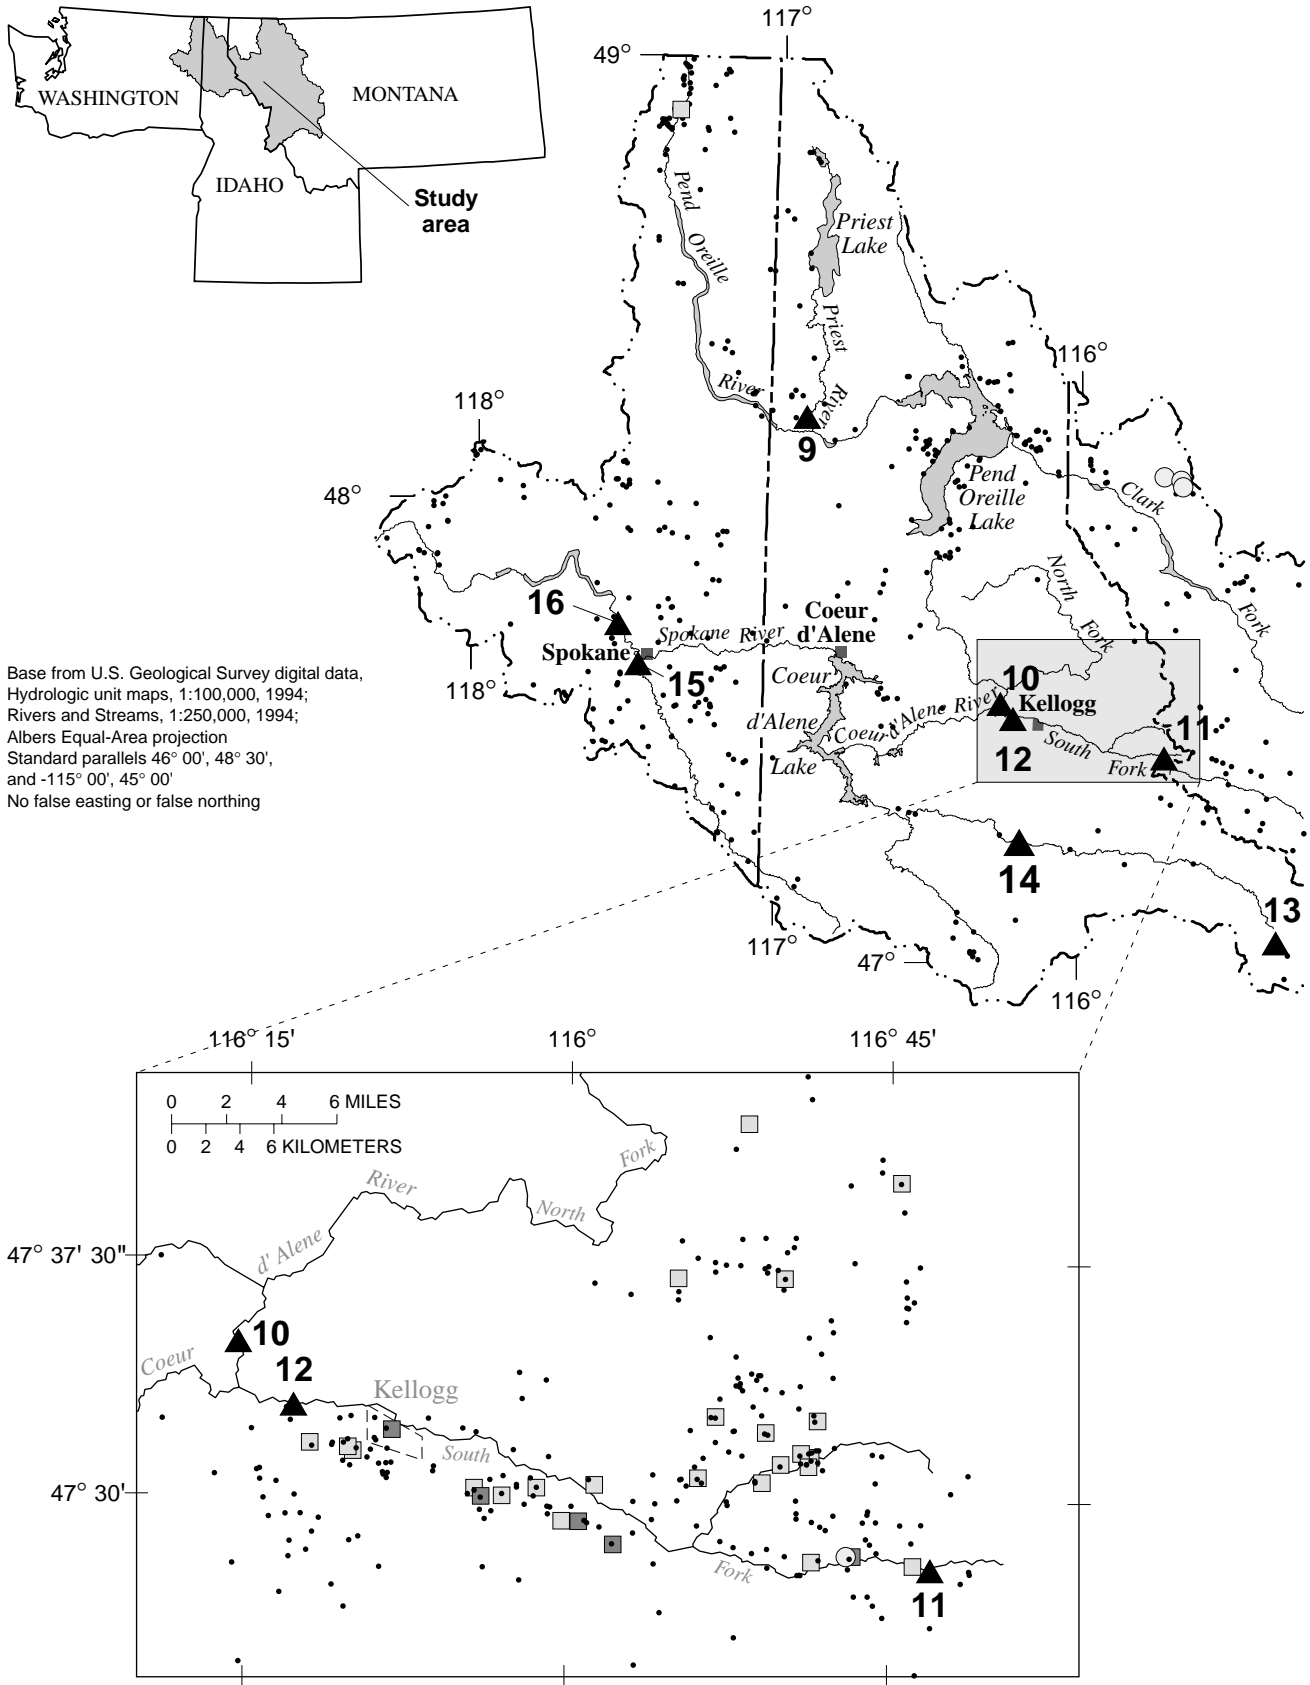 117°
49°
WASHINGTON
MONTANA
IDAHO
Study
area
Pend
Oreille
River
Priest
Lake
Priest
River
116°
118°
9
48°
Pend
Oreille
Lake
Clark
Fork
North
Fork
16
Coeur
d'Alene
Spokane River
Spokane
15
118°
Coeur
d'Alene
Lake
Coeur d'Alene River
10
Kellogg
12
South
Fork
11
Base from U.S. Geological Survey digital data,
Hydrologic unit maps, 1:100,000, 1994;
Rivers and Streams, 1:250,000, 1994;
Albers Equal-Area projection
Standard parallels 46° 00', 48° 30',
and -115° 00', 45° 00'
No false easting or false northing
14
13
117°
47°
116°
116° 15'
116°
116° 45'
0 2 4 6 MILES
0 2 4 6 KILOMETERS
Fork
River
North
d' Alene
47° 37' 30"
10
Coeur
12
Kellogg
South
47° 30'
Fork
11